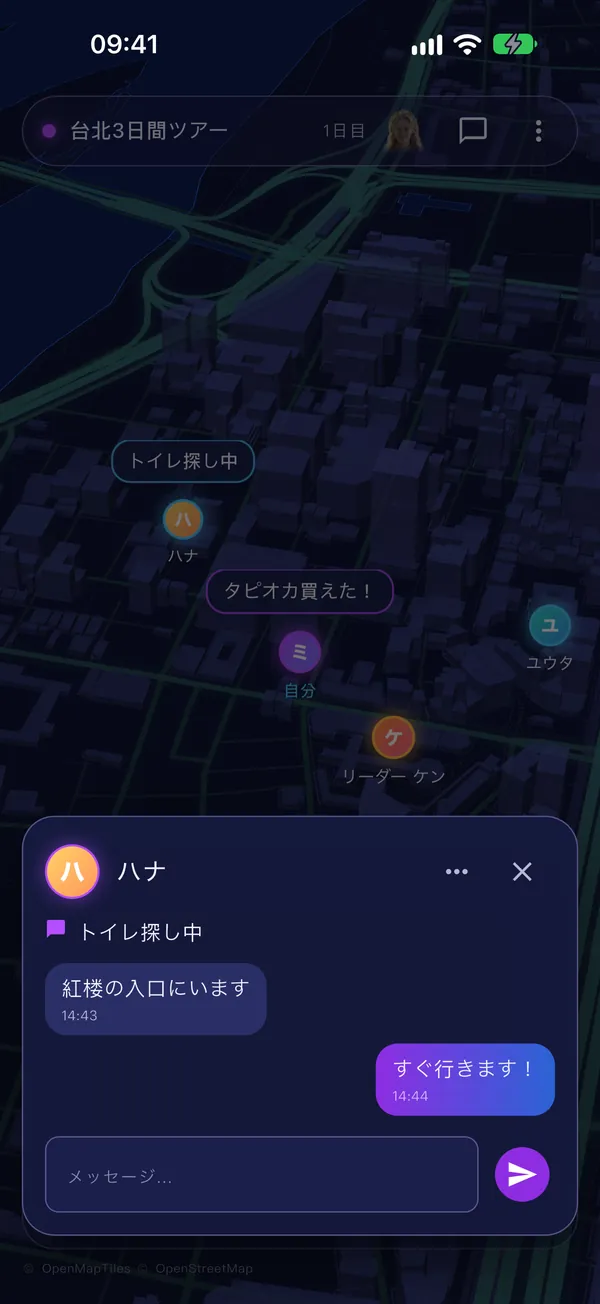 09:41
台北3日間ツアー
1日目
トイレ探し中
ハ
ハナ
タピオカ買えた！
ミ
自分
ユ
ユウタ
ケ
リーダー ケン
ハ
ハナ
トイレ探し中
紅楼の入口にいます
14:43
すぐ行きます！
14:44
メッセージ...
© OpenMapTiles © OpenStreetMap